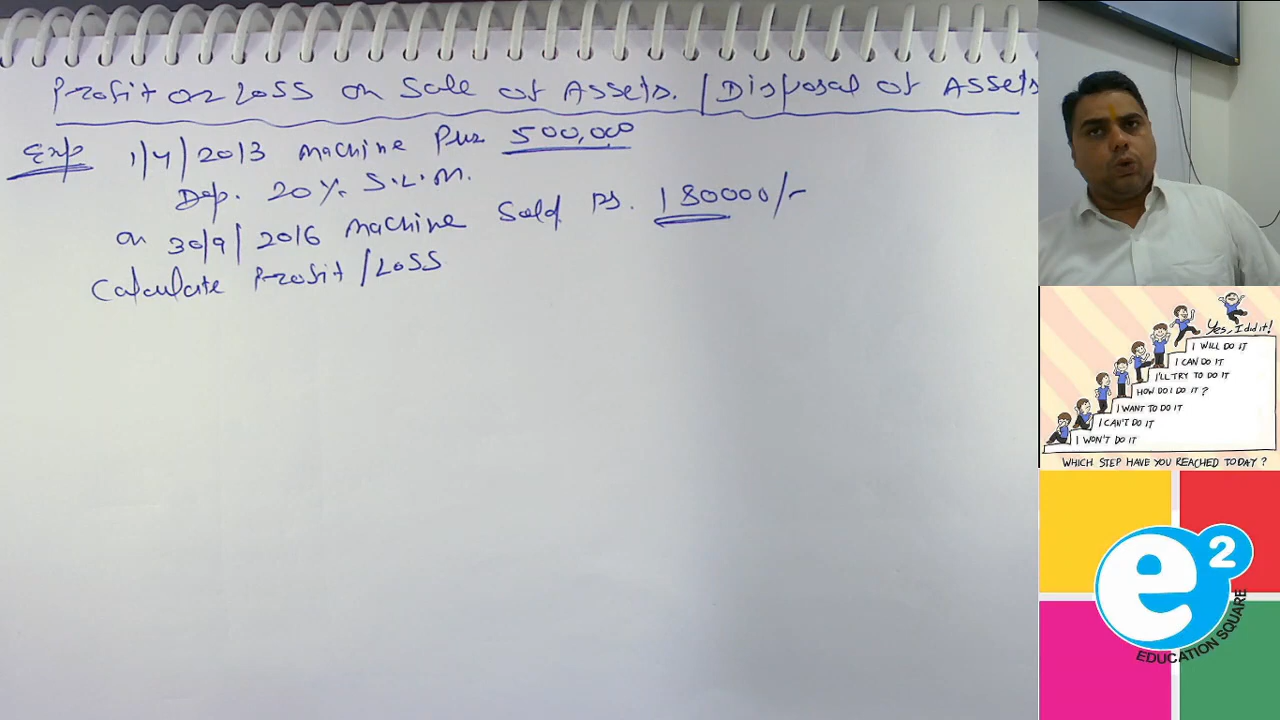 Profit or Loss on Sale of Assets. / Disposal of Assets
Exp 1/4/2013 Machine Pur 500,000
Dep. 20% S.L.M.
on 30/9/2016 Machine Sold Rs. 180000/-
Calculate Profit/Loss
Yes, I did it!
I WILL DO IT
I CAN DO IT
I'LL TRY TO DO IT
HOW DO I DO IT?
I WANT TO DO IT
I CAN'T DO IT
I WON'T DO IT
WHICH STEP HAVE YOU REACHED TODAY?
e2
EDUCATION SQUARE